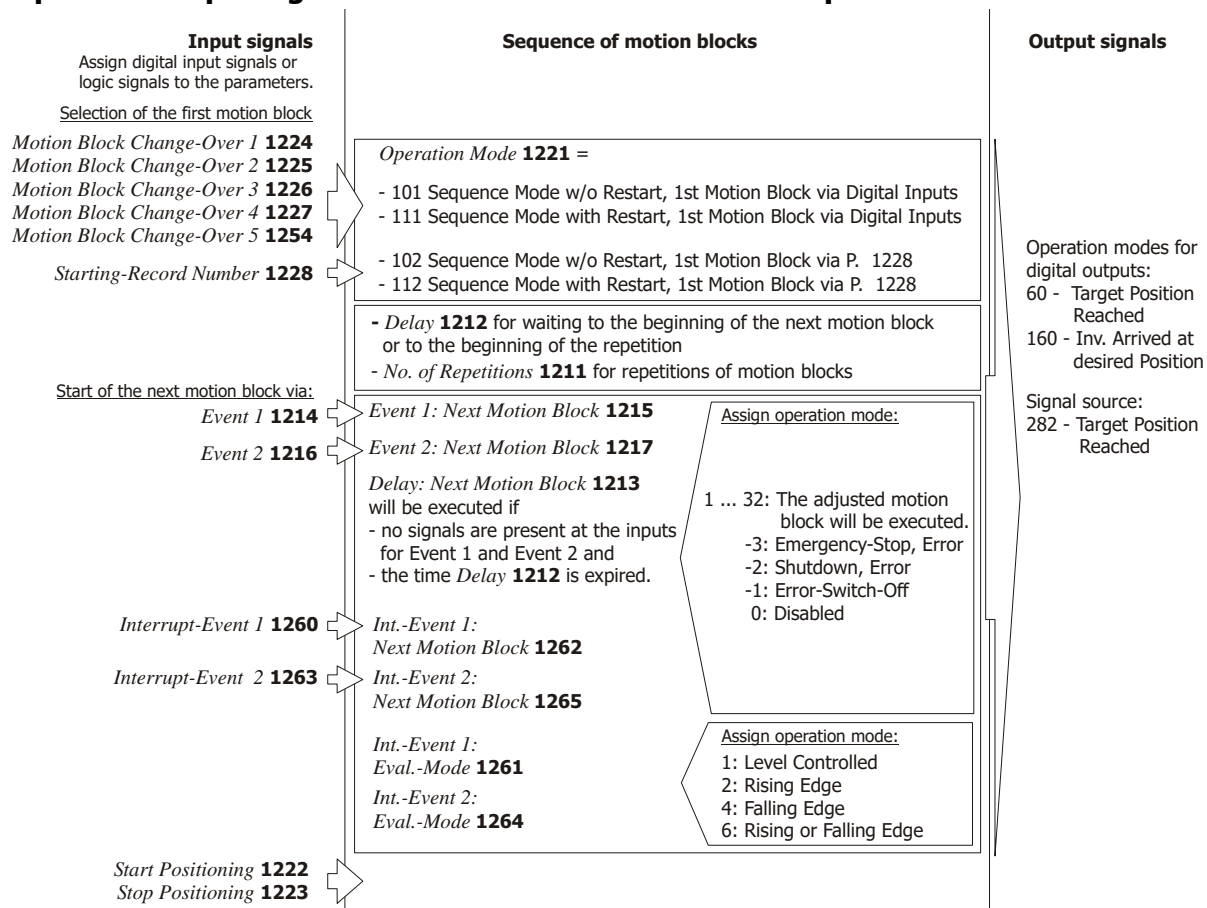 Input signals
Assign digital input signals or
logic signals to the parameters.
Selection of the first motion block
Motion Block Change-Over 1 1224
Motion Block Change-Over 2 1225
Motion Block Change-Over 3 1226
Motion Block Change-Over 4 1227
Motion Block Change-Over 5 1254
Starting-Record Number 1228
Start of the next motion block via:
Event 1 1214
Event 2 1216
Interrupt-Event 1 1260
Interrupt-Event 2 1263
Start Positioning 1222
Stop Positioning 1223
Sequence of motion blocks
Operation Mode 1221 =
- 101 Sequence Mode w/o Restart, 1st Motion Block via Digital Inputs
- 111 Sequence Mode with Restart, 1st Motion Block via Digital Inputs
- 102 Sequence Mode w/o Restart, 1st Motion Block via P. 1228
- 112 Sequence Mode with Restart, 1st Motion Block via P. 1228
- Delay 1212 for waiting to the beginning of the next motion block
or to the beginning of the repetition
- No. of Repetitions 1211 for repetitions of motion blocks
Event 1: Next Motion Block 1215
Event 2: Next Motion Block 1217
Delay: Next Motion Block 1213
will be executed if
- no signals are present at the inputs
for Event 1 and Event 2 and
- the time Delay 1212 is expired.
Int.-Event 1:
Next Motion Block 1262
Int.-Event 2:
Next Motion Block 1265
Int.-Event 1:
Eval.-Mode 1261
Int.-Event 2:
Eval.-Mode 1264
Assign operation mode:
1 ... 32: The adjusted motion
block will be executed.
-3: Emergency-Stop, Error
-2: Shutdown, Error
-1: Error-Switch-Off
0: Disabled
Assign operation mode:
1: Level Controlled
2: Rising Edge
4: Falling Edge
6: Rising or Falling Edge
Output signals
Operation modes for
digital outputs:
60 - Target Position
Reached
160 - Inv. Arrived at
desired Position
Signal source:
282 - Target Position
Reached